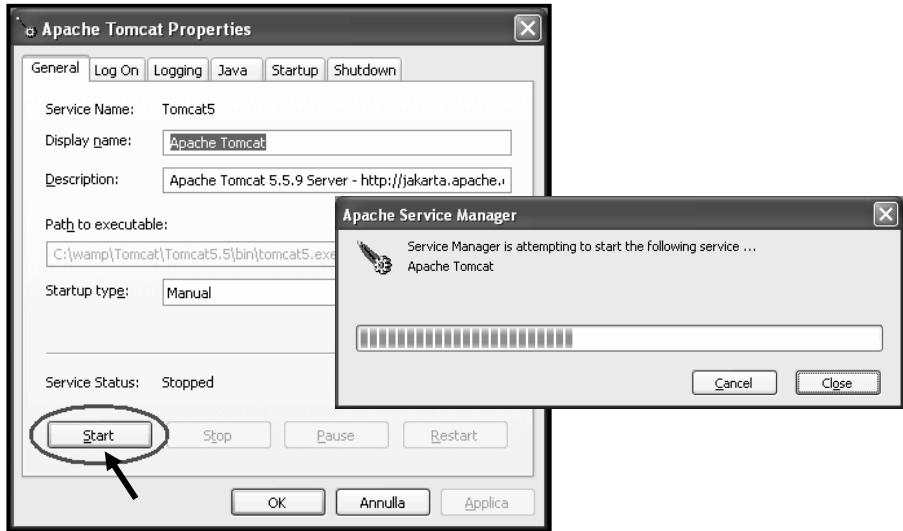 Apache Tomcat Properties
General Log On Logging Java Startup Shutdown
Service Name: Tomcat5
Display name: Apache Tomcat
Description: Apache Tomcat 5.5.9 Server - http://jakarta.apache.
Path to executable:
C:\wamp\Tomcat\Tomcat5.5\bin\tomcat5.exe
Startup type: Manual
Service Status: Stopped
Start Stop Pause Restart
OK Annulla Applica
Apache Service Manager
Service Manager is attempting to start the following service ...
Apache Tomcat
Cancel Close